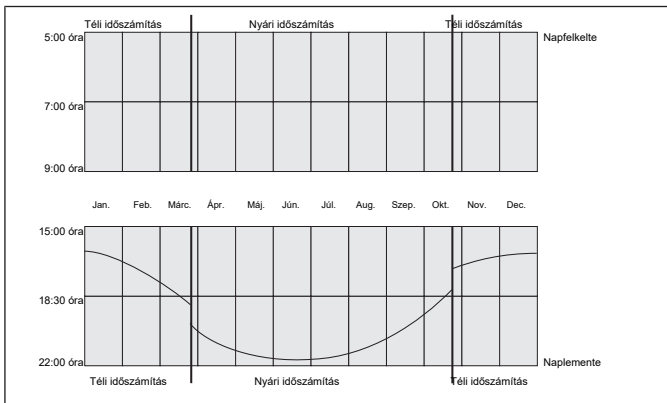 Téli időszámítás Nyári időszámítás Téli időszámítás
5:00 óra Napfelkelte
7:00 óra
9:00 óra
Jan. Feb. Márc. Ápr. Máj. Jún. Júl. Aug. Szep. Okt. Nov. Dec.
15:00 óra
18:30 óra
22:00 óra Naplemente
Téli időszámítás Nyári időszámítás Téli időszámítás